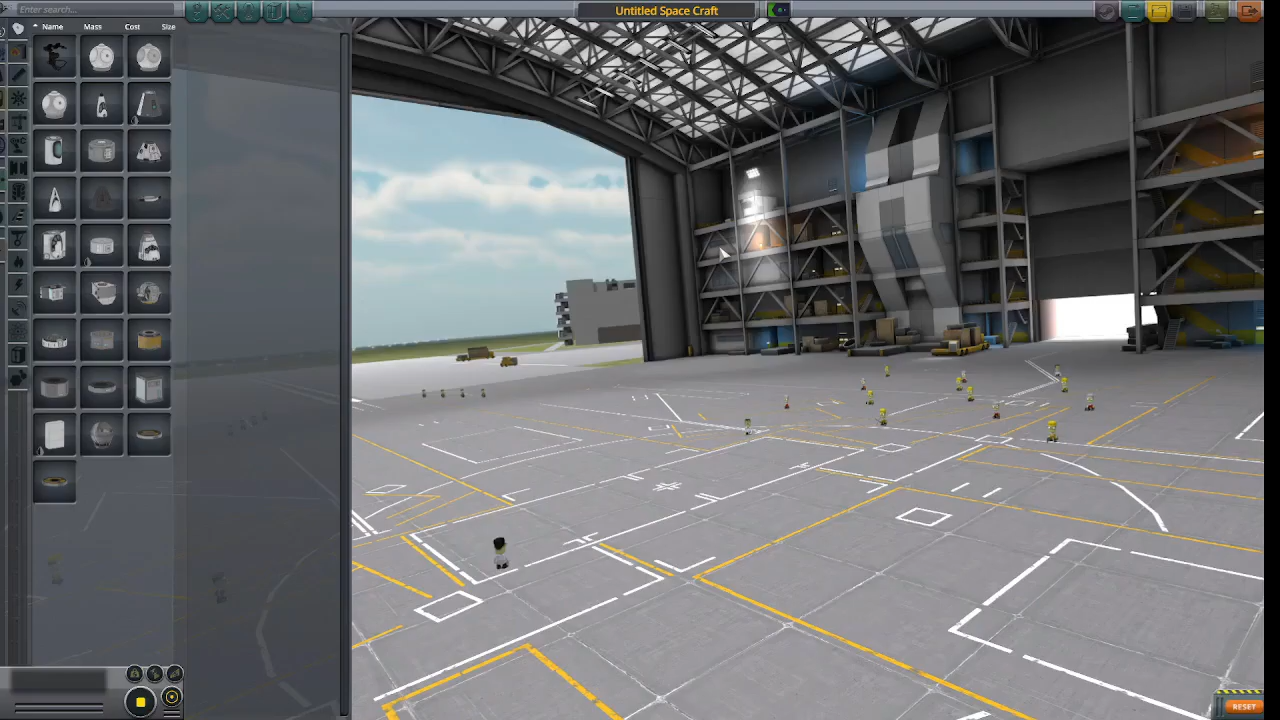 Enter search...
Untitled Space Craft
Name Mass Cost Size
RESET